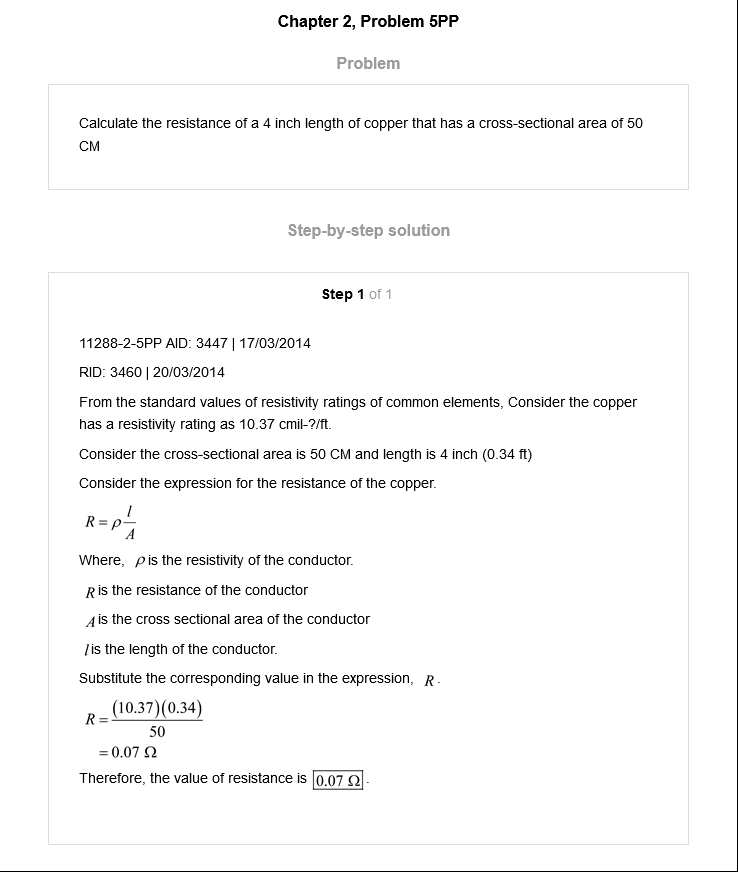 Chapter 2, Problem 5PP
Problem
Calculate the resistance of a 4 inch length of copper that has a cross-sectional area of 50
CM
Step-by-step solution
Step 1 of 1
11288-2-5PP AID: 3447 | 17/03/2014
RID: 3460 | 20/03/2014
From the standard values of resistivity ratings of common elements, Consider the copper
has a resistivity rating as 10.37 cmil-?/ft.
Consider the cross-sectional area is 50 CM and length is 4 inch (0.34 ft)
Consider the expression for the resistance of the copper.
R = ρ l/A
Where, ρ is the resistivity of the conductor.
R is the resistance of the conductor
A is the cross sectional area of the conductor
l is the length of the conductor.
Substitute the corresponding value in the expression, R.
R = (10.37)(0.34)/50
= 0.07 Ω
Therefore, the value of resistance is 0.07 Ω.